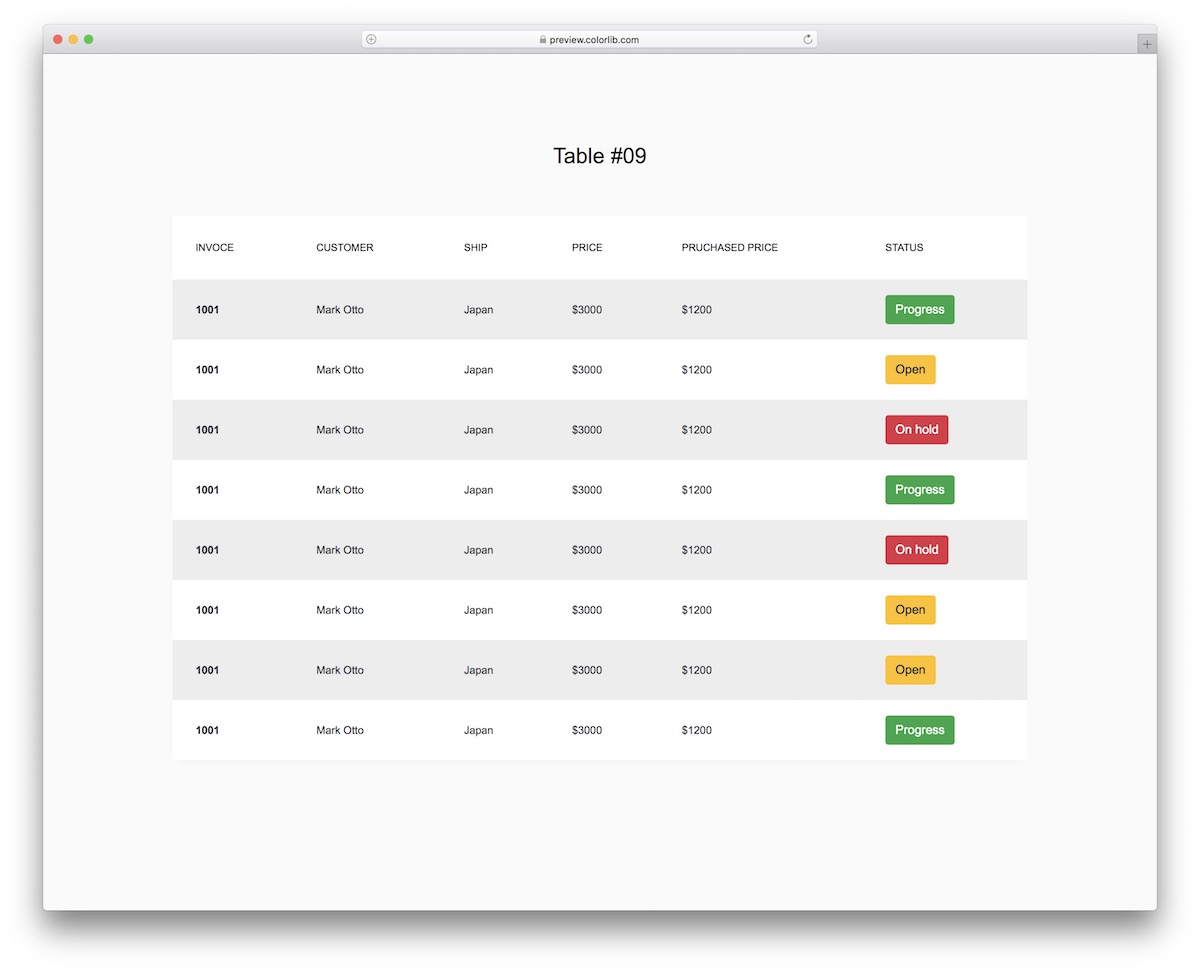 preview.colorlib.com
Table #09
INVOCE CUSTOMER SHIP PRICE PRUCHASED PRICE STATUS
1001 Mark Otto Japan $3000 $1200 Progress
1001 Mark Otto Japan $3000 $1200 Open
1001 Mark Otto Japan $3000 $1200 On hold
1001 Mark Otto Japan $3000 $1200 Progress
1001 Mark Otto Japan $3000 $1200 On hold
1001 Mark Otto Japan $3000 $1200 Open
1001 Mark Otto Japan $3000 $1200 Open
1001 Mark Otto Japan $3000 $1200 Progress